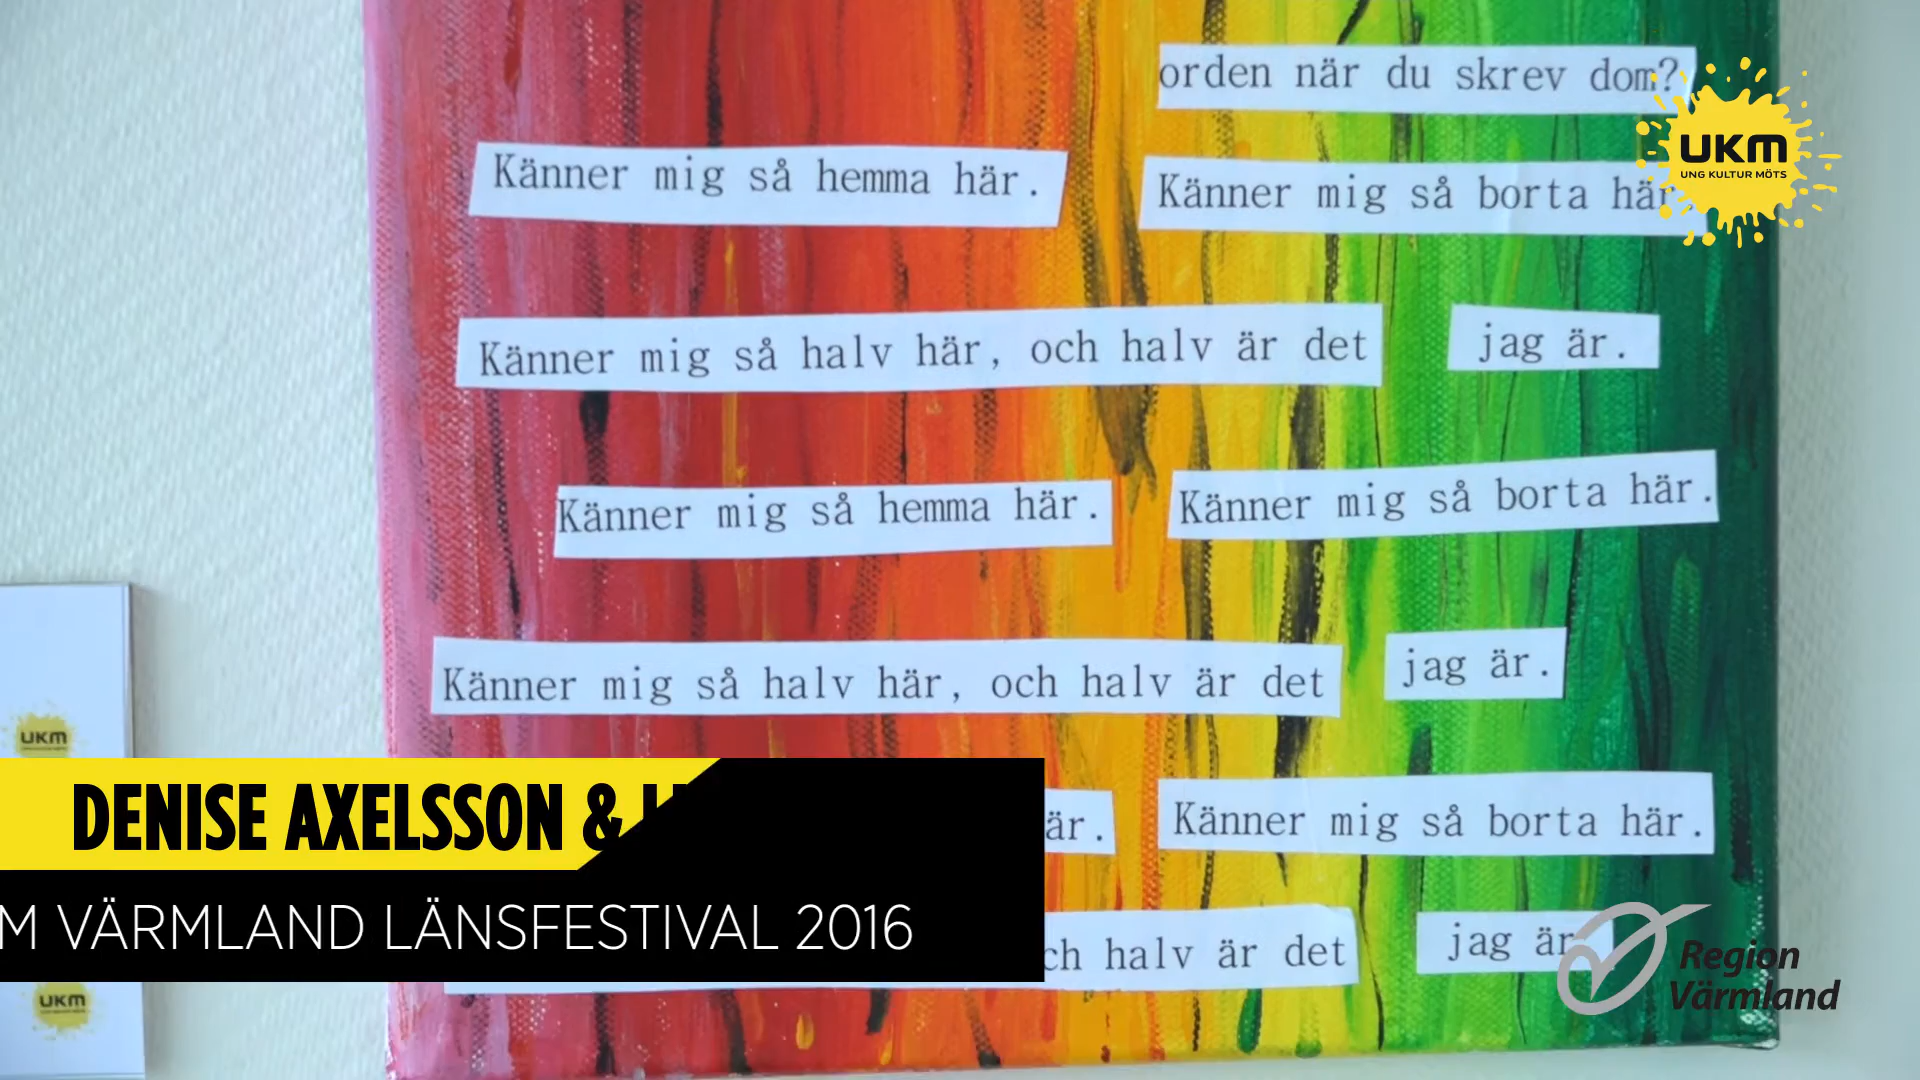 orden när du skrev dom?
Känner mig så hemma här. Känner mig så borta här.
Känner mig så halv här, och halv är det jag är.
Känner mig så hemma här. Känner mig så borta här.
Känner mig så halv här, och halv är det jag är.
är. Känner mig så borta här.
halv är det jag är
UKM
UNG KULTUR MÖTS
UKM
DENISE AXELSSON &
VÄRMLAND LÄNSFESTIVAL 2016
UKM
Region
Värmland